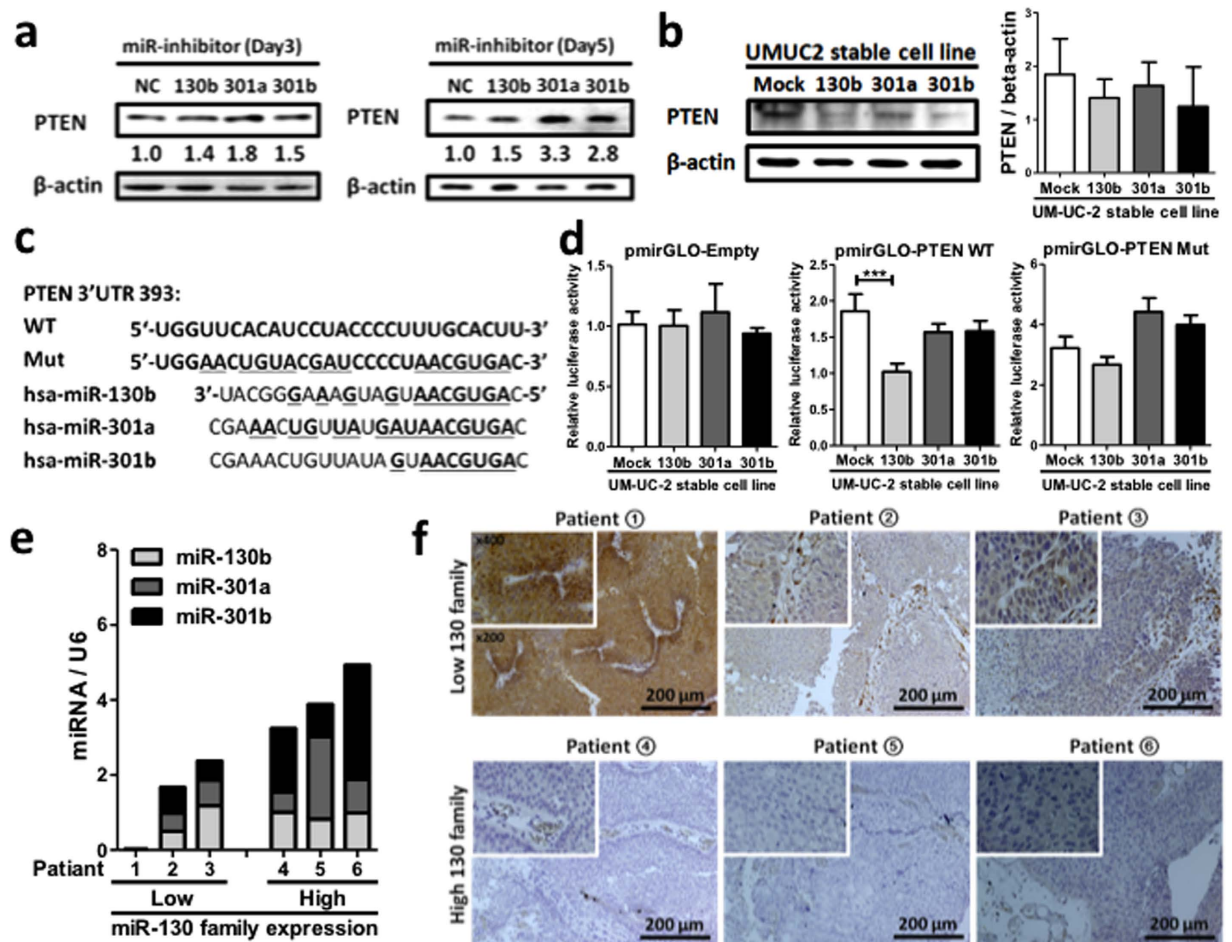 a
miR-inhibitor (Day3)
NC 130b 301a 301b
PTEN
1.0 1.4 1.8 1.5
β-actin
miR-inhibitor (Day5)
NC 130b 301a 301b
PTEN
1.0 1.5 3.3 2.8
β-actin
b
UMUC2 stable cell line
Mock 130b 301a 301b
PTEN
β-actin
PTEN / beta-actin
3
2
1
0
Mock 130b 301a 301b
UM-UC-2 stable cell line
c
PTEN 3'UTR 393:
WT 5'-UGGUUCACAUCCUACCCCUUUGCACUU-3'
Mut 5'-UGGAACUGUACGAUCCCCUAACGUGAC-3'
hsa-miR-130b 3'-UACGGGGAAAGUAGUAACGUGAC-5'
hsa-miR-301a CGAAACUGUUAUGAUAACGUGAC
hsa-miR-301b CGAAACUGUUAUAGUAACGUGAC
d
pmirGLO-Empty
Relative luciferase activity
1.5
1.0
0.5
0.0
Mock 130b 301a 301b
UM-UC-2 stable cell line
pmirGLO-PTEN WT
Relative luciferase activity
2.5
2.0
1.5
1.0
0.5
0.0
***
Mock 130b 301a 301b
UM-UC-2 stable cell line
pmirGLO-PTEN Mut
Relative luciferase activity
6
4
2
0
Mock 130b 301a 301b
UM-UC-2 stable cell line
e
miRNA / U6
8
6
4
2
0
miR-130b
miR-301a
miR-301b
Patiant 1 2 3 4 5 6
Low High
miR-130 family expression
f
Patient ① Patient ② Patient ③
Low 130 family
x400
x200
200 μm 200 μm 200 μm
Patient ④ Patient ⑤ Patient ⑥
High 130 family
200 μm 200 μm 200 μm